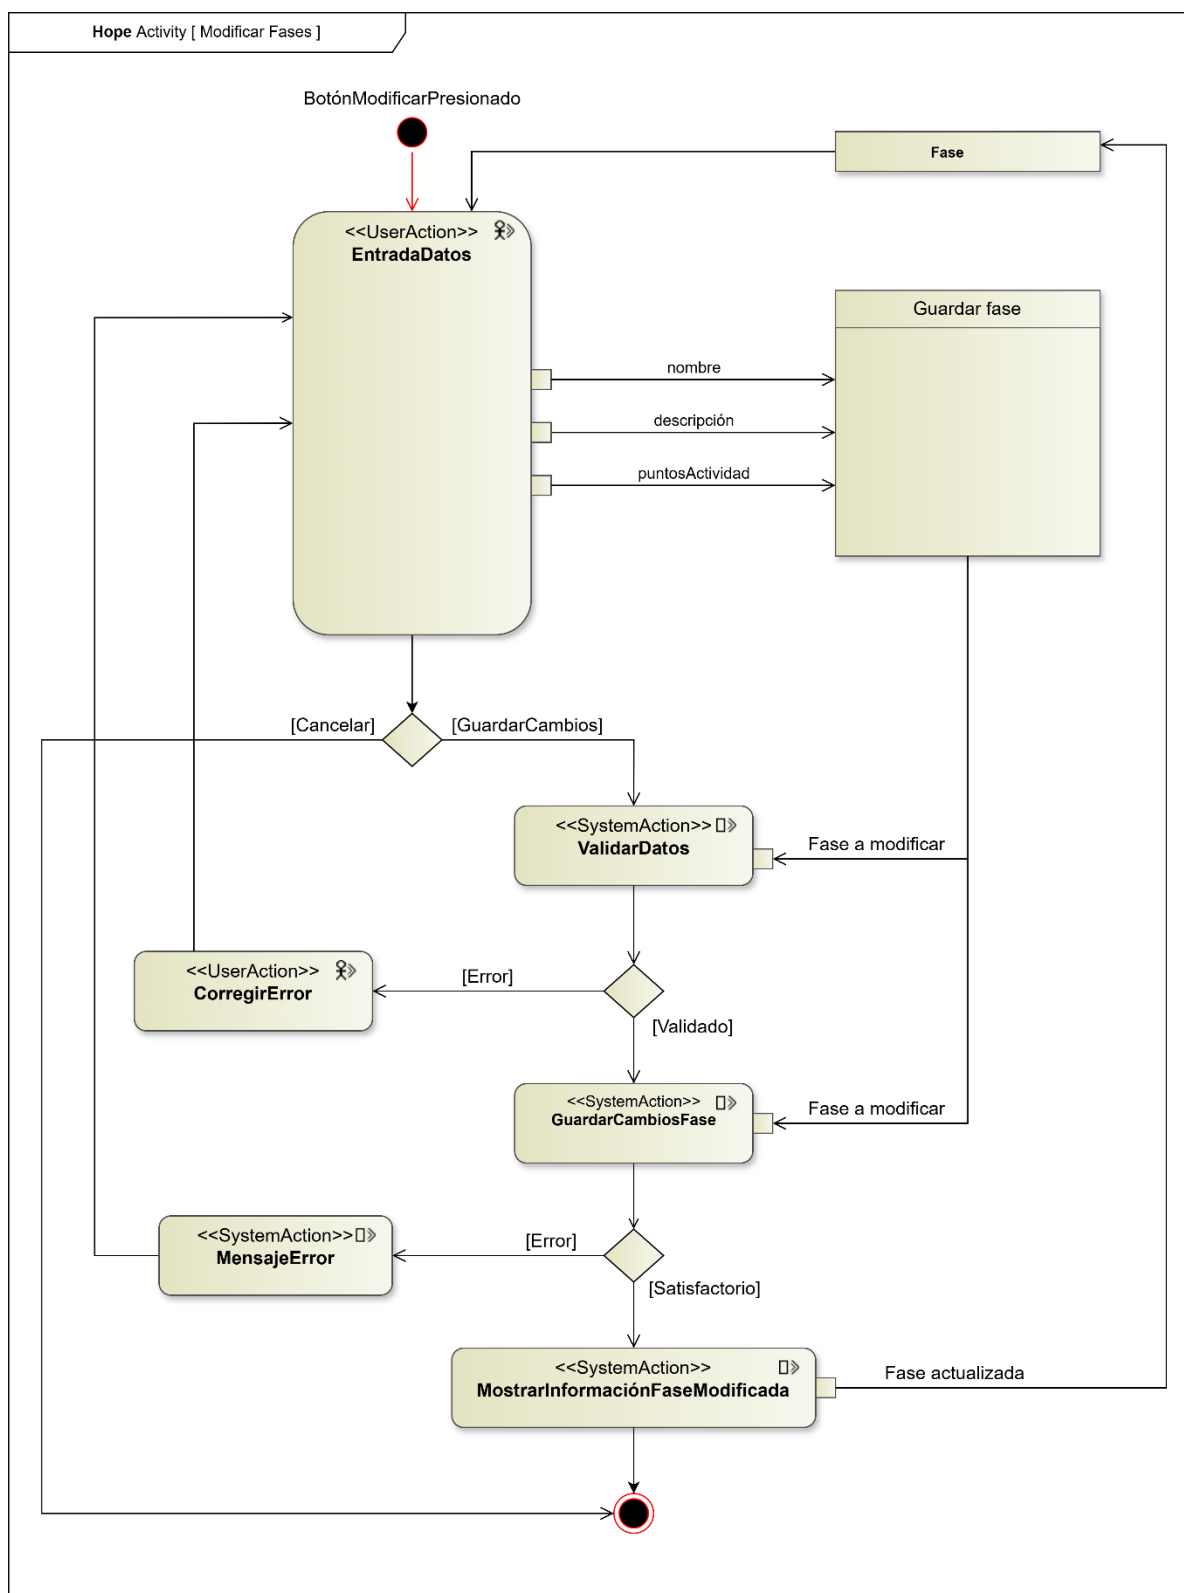 Hope Activity [ Modificar Fases ]
BotónModificarPresionado
Fase
<<UserAction>>
EntradaDatos
Guardar fase
nombre
descripción
puntosActividad
[Cancelar]
[GuardarCambios]
<<SystemAction>>
ValidarDatos
Fase a modificar
<<UserAction>>
CorregirError
[Error]
[Validado]
<<SystemAction>>
GuardarCambiosFase
Fase a modificar
<<SystemAction>>
MensajeError
[Error]
[Satisfactorio]
<<SystemAction>>
MostrarInformaciónFaseModificada
Fase actualizada